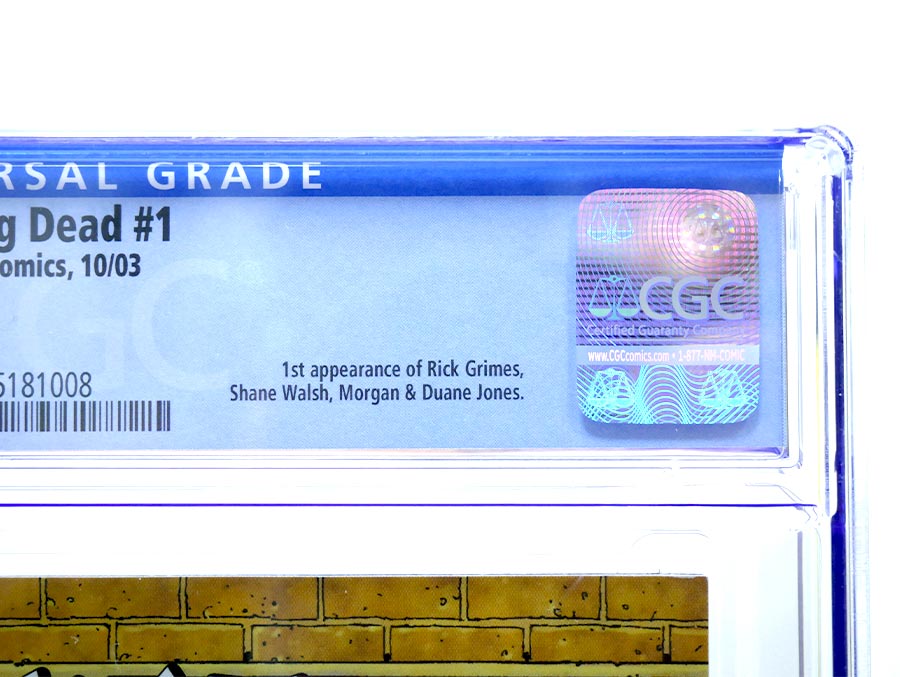 RSAL GRADE
g Dead #1
omics, 10/03
5181008
1st appearance of Rick Grimes,
Shane Walsh, Morgan & Duane Jones.
CGC
Certified Guaranty Company
www.CGCcomics.com • 1-877-NM-COMIC